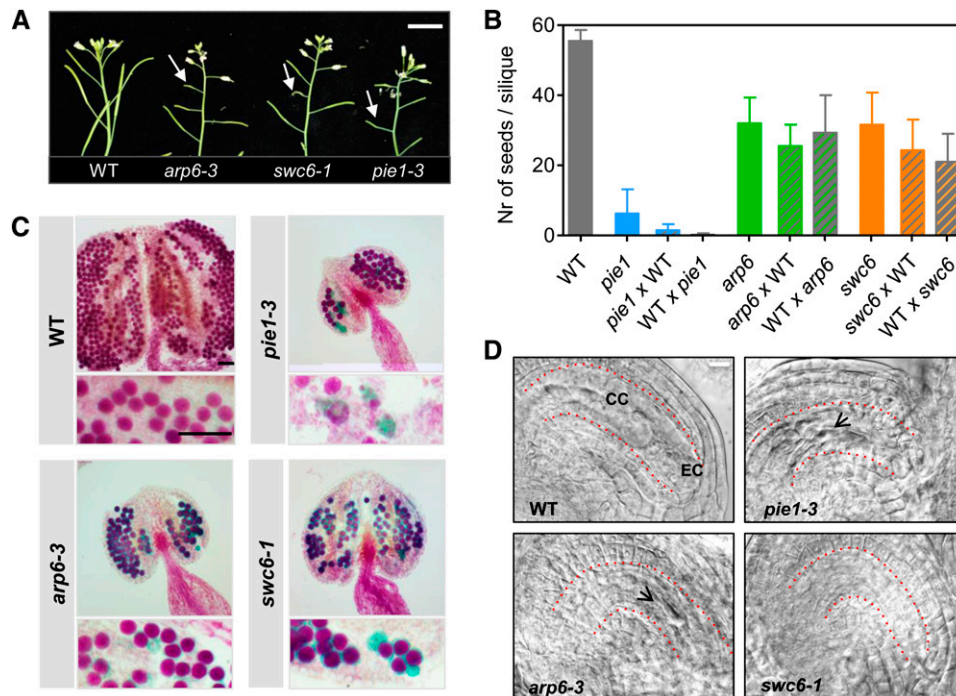 A
WT arp6-3 swc6-1 pie1-3
B
Nr of seeds / silique
60
40
20
0
WT
pie1
pie1 x WT
WT x pie1
arp6
arp6 x WT
WT x arp6
swc6
swc6 x WT
WT x swc6
C
WT
pie1-3
arp6-3
swc6-1
D
CC
EC
WT
pie1-3
arp6-3
swc6-1